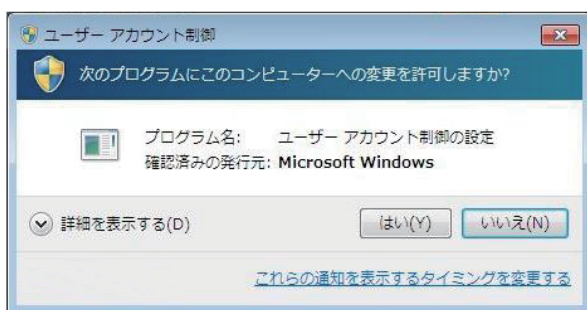 ユーザー アカウント制御
次のプログラムにこのコンピューターへの変更を許可しますか?
プログラム名: ユーザー アカウント制御の設定
確認済みの発行元: Microsoft Windows
詳細を表示する(D) はい(Y) いいえ(N)
これらの通知を表示するタイミングを変更する